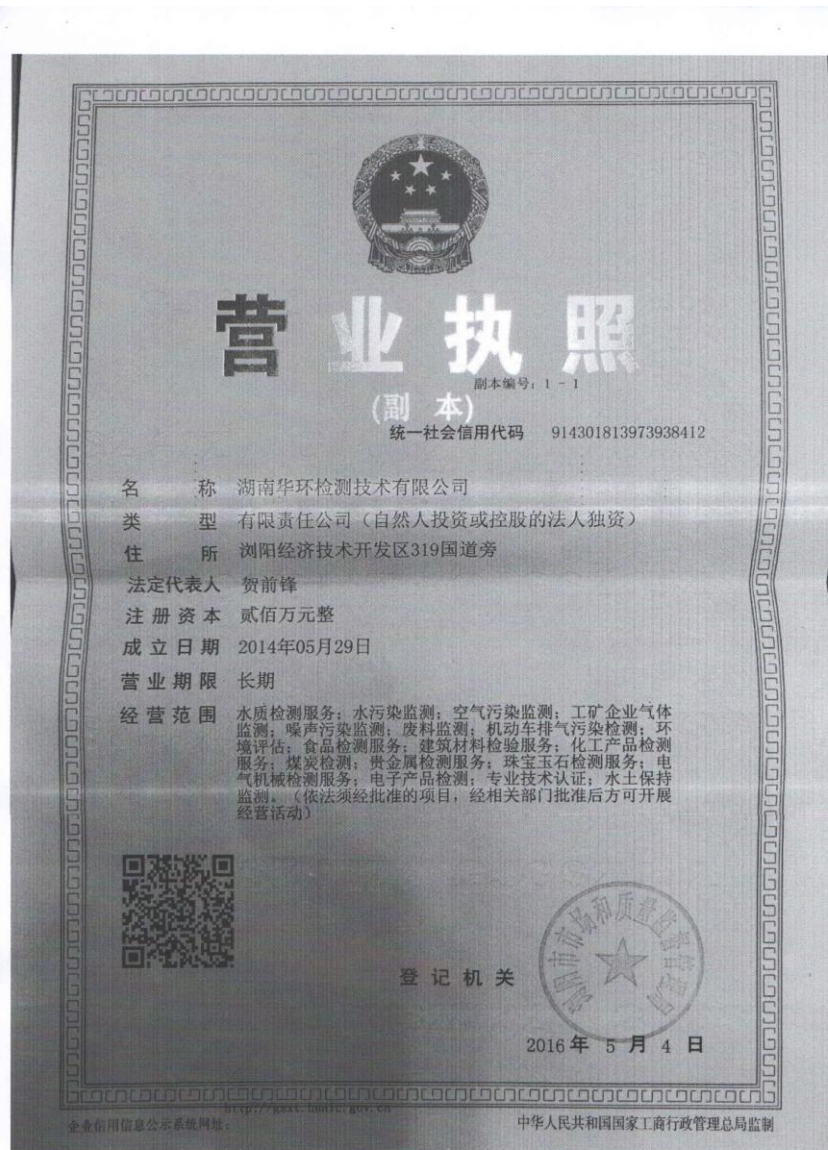 营业执照
副本编号：1-1
(副 本)
统一社会信用代码 914301813973938412
名 称 湖南华环检测技术有限公司
类 型 有限责任公司（自然人投资或控股的法人独资）
住 所 浏阳经济技术开发区319国道旁
法定代表人 贺前锋
注册资本 贰佰万元整
成立日期 2014年05月29日
营业期限 长期
经营范围 水质检测服务；水污染监测；空气污染监测；工矿企业气体
监测；噪声污染监测；废料监测；机动车排气污染检测；环
境评估；食品检测服务；建筑材料检验服务；化工产品检测
服务；煤炭检测；贵金属检测服务；珠宝玉石检测服务；电
气机械检测服务；电子产品检测；专业技术认证；水土保持
监测。（依法须经批准的项目，经相关部门批准后方可开展
经营活动）
浏阳市市场和质量监督管理局
登记机关
2016年 5 月 4 日
企业信用信息公示系统网址：
中华人民共和国国家工商行政管理总局监制